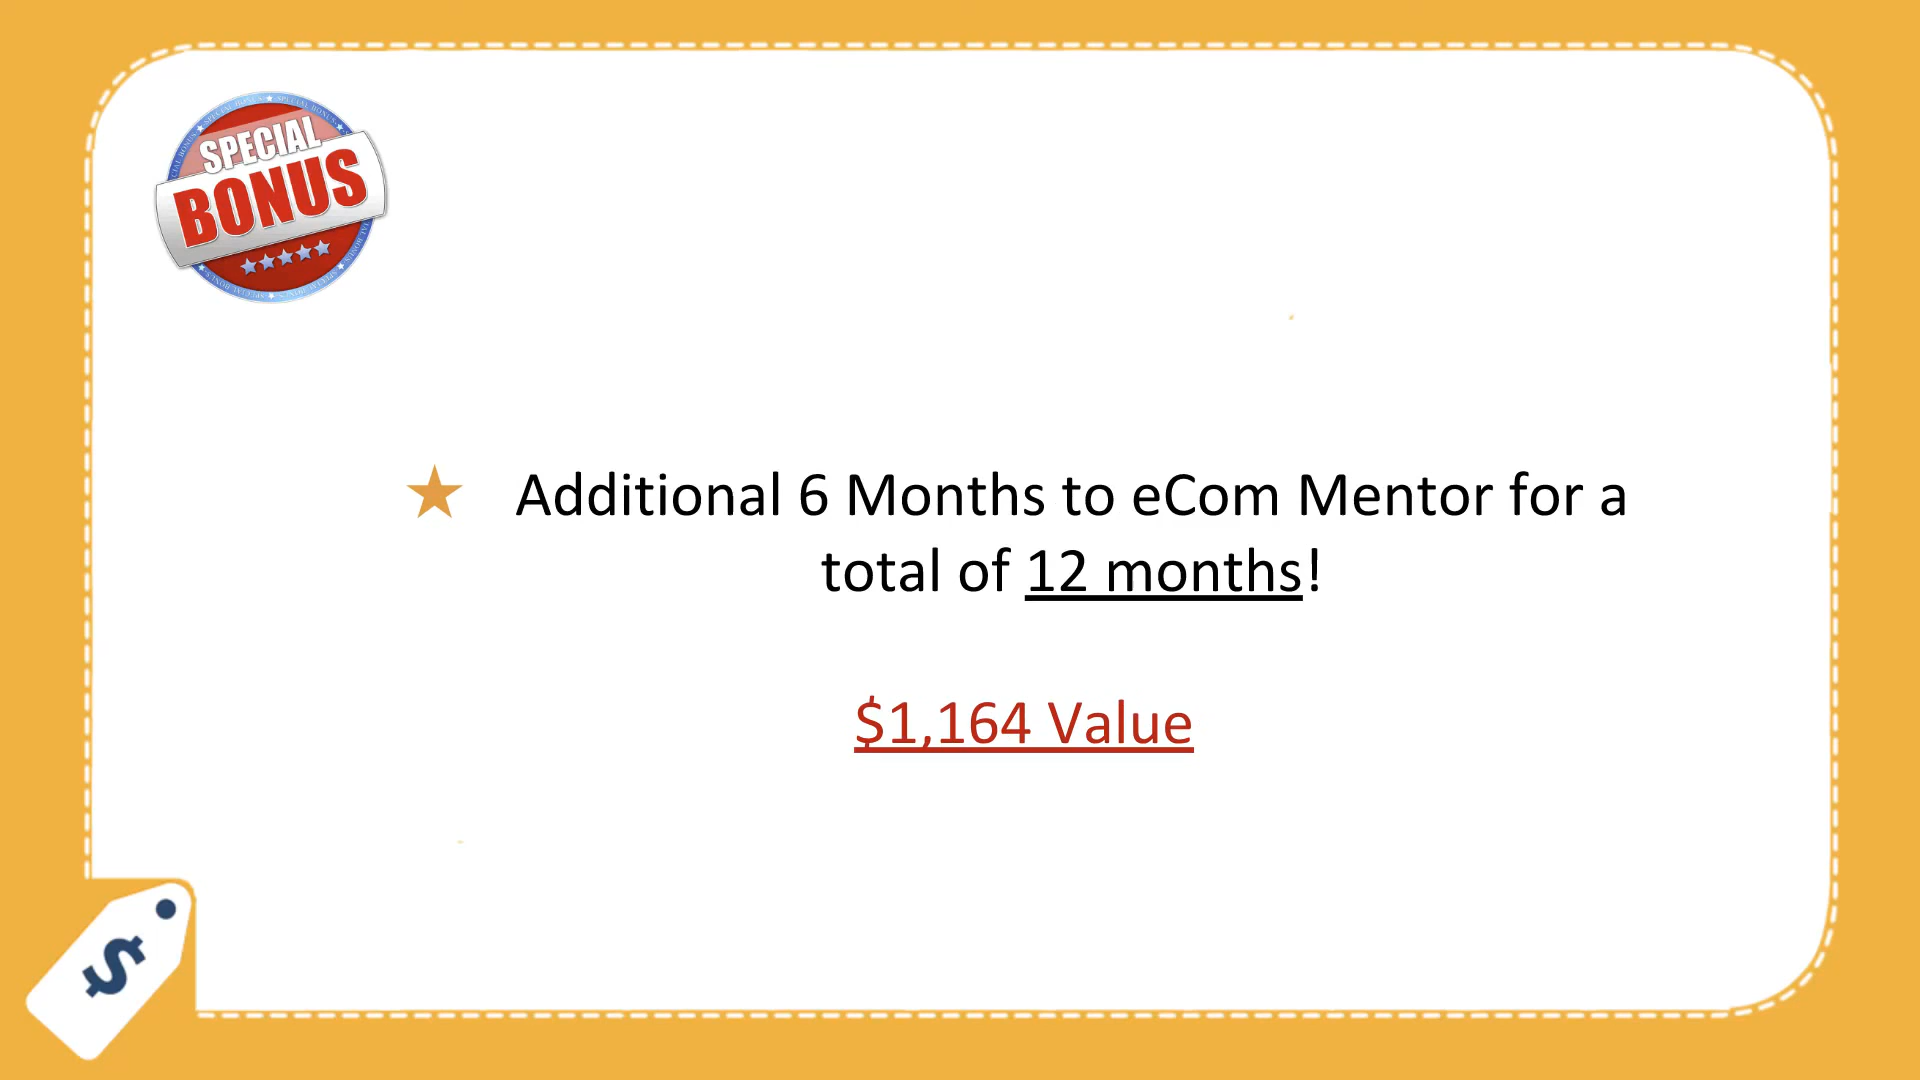 SPECIAL
BONUS
Additional 6 Months to eCom Mentor for a
total of 12 months!
$1,164 Value
$